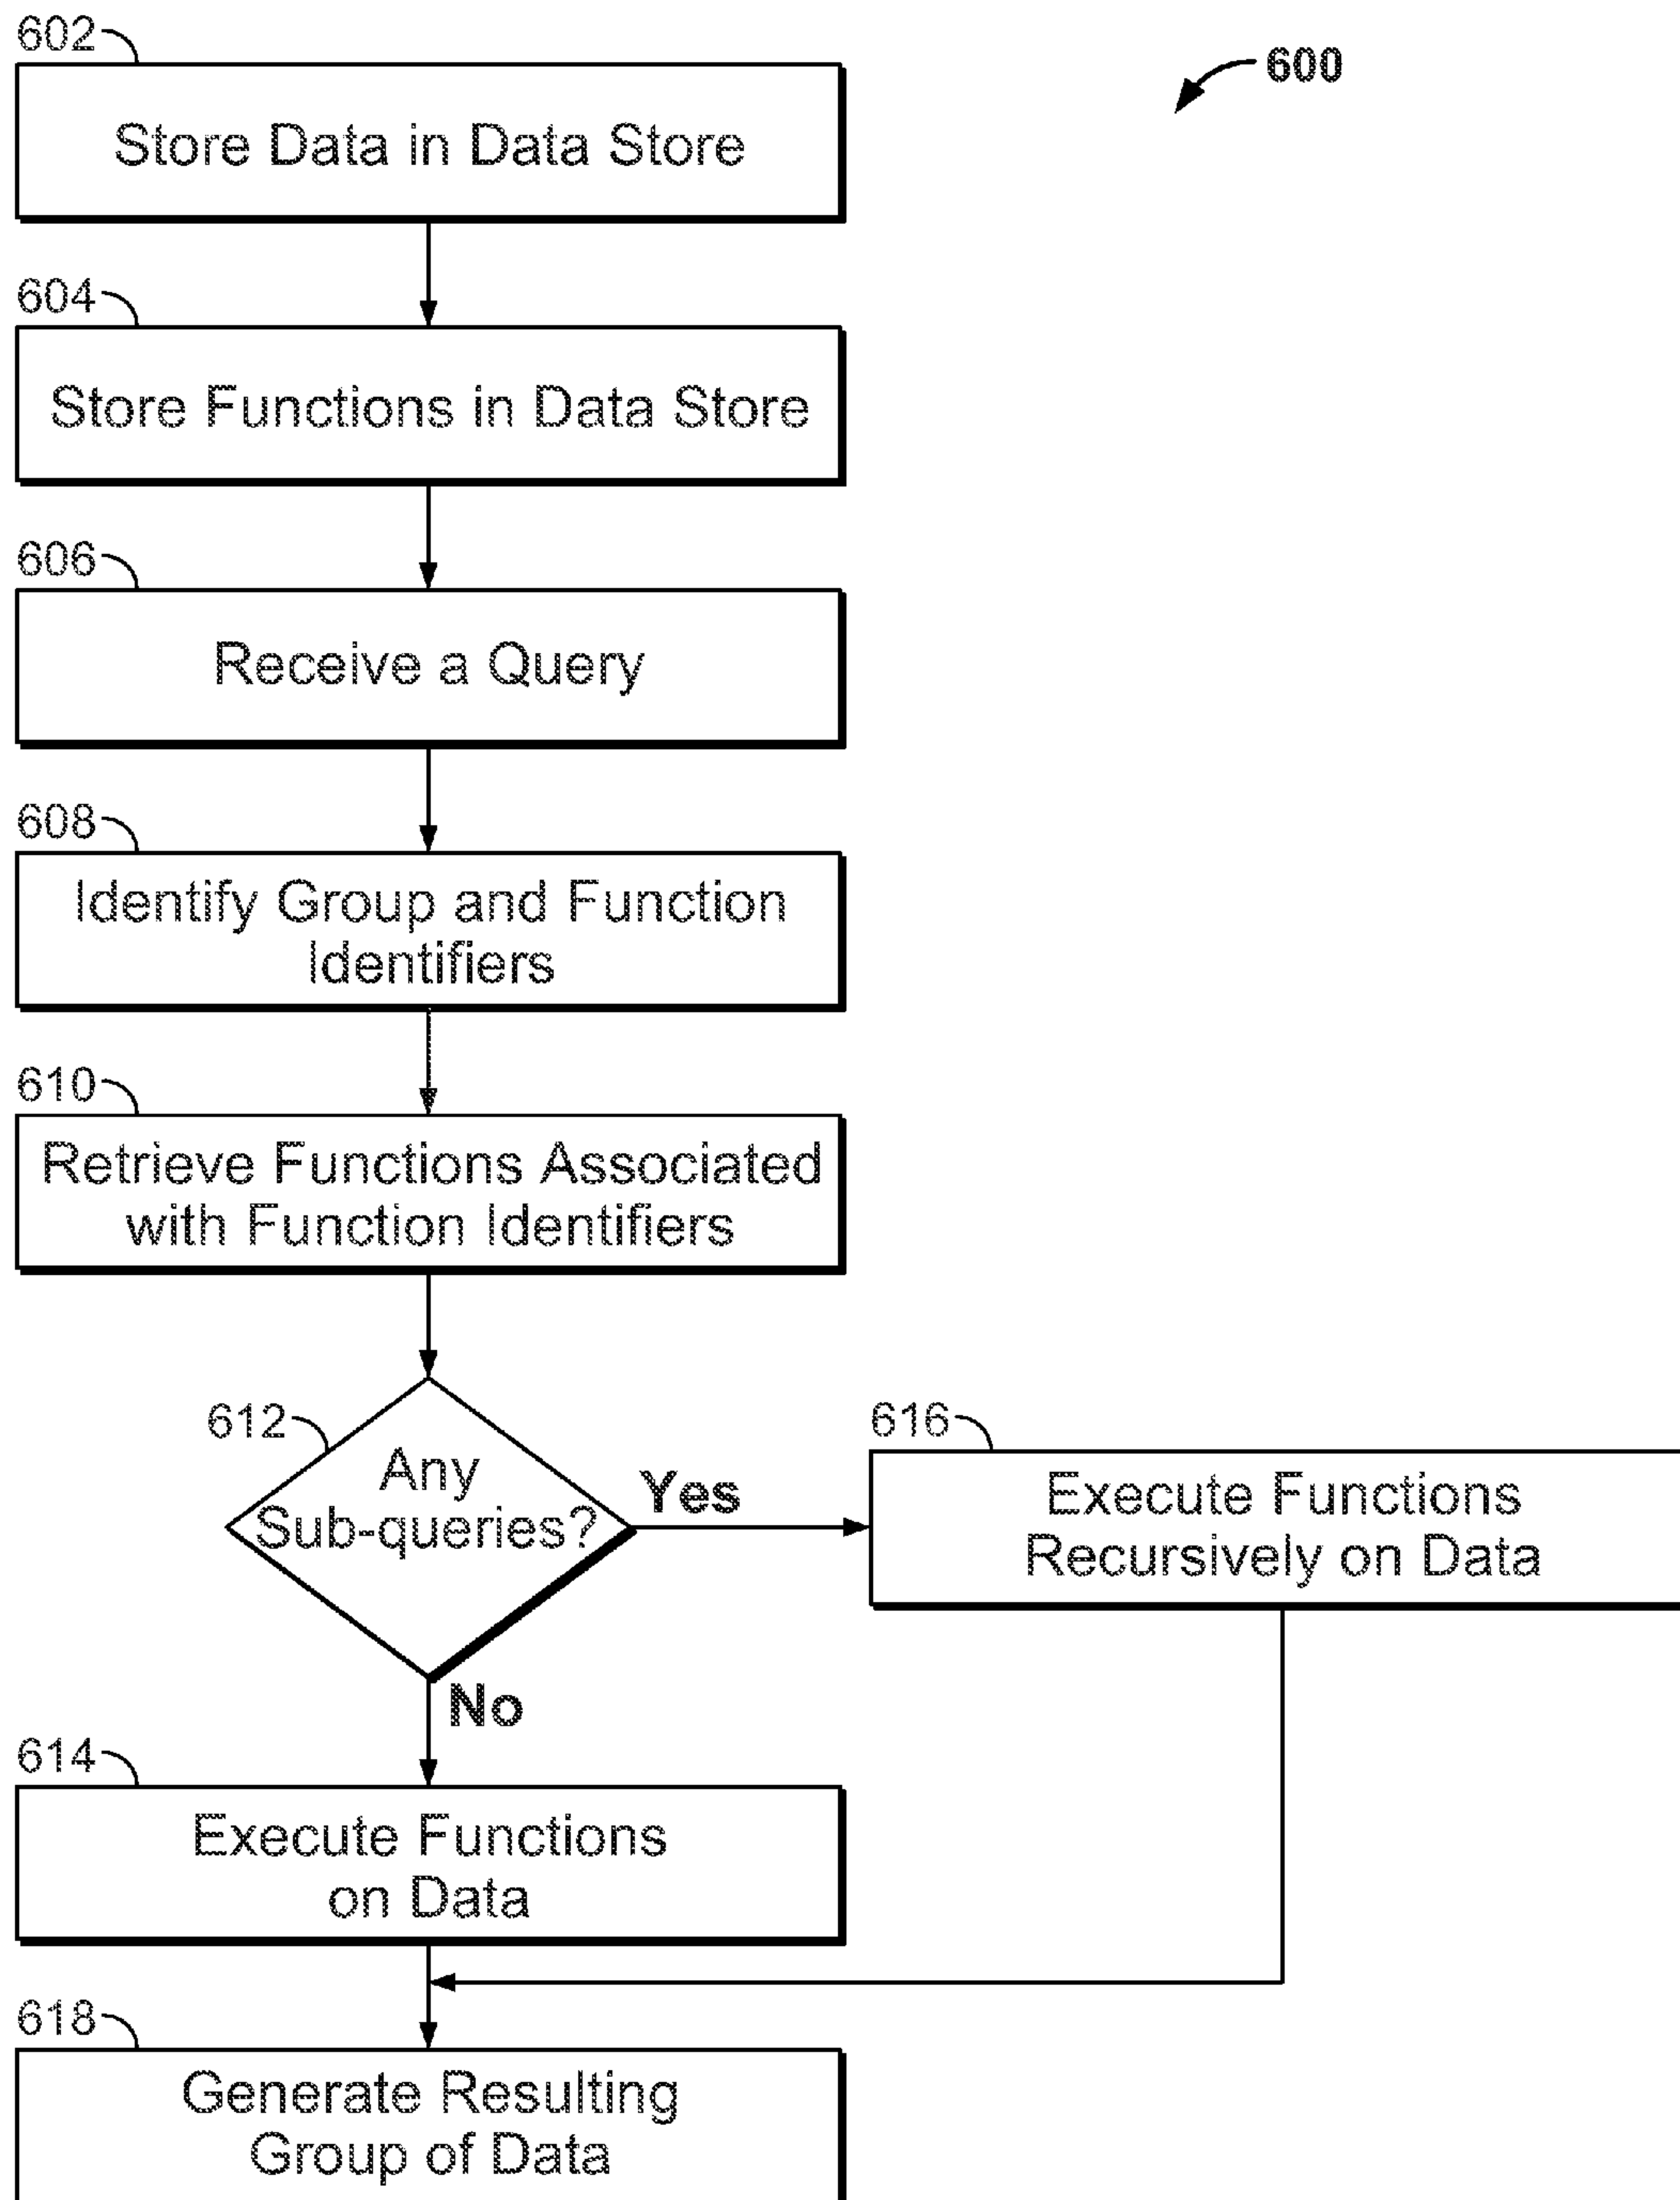 602
600
Store Data in Data Store
604
Store Functions in Data Store
606
Receive a Query
608
Identify Group and Function
Identifiers
610
Retrieve Functions Associated
with Function Identifiers
612
Any
Sub-queries?
Yes
616
Execute Functions
Recursively on Data
No
614
Execute Functions
on Data
618
Generate Resulting
Group of Data